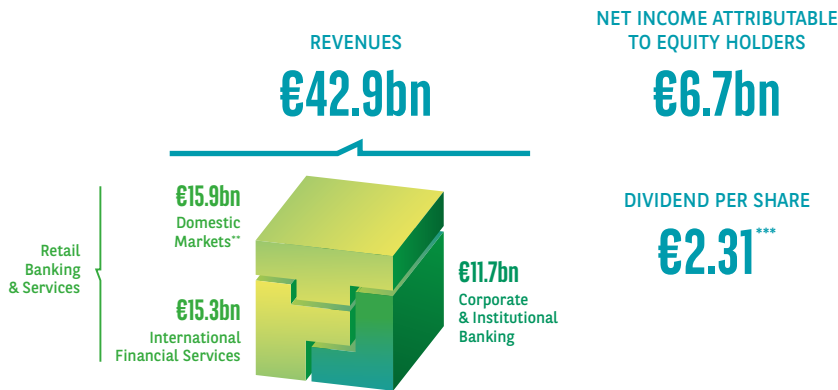 REVENUES
€42.9bn
NET INCOME ATTRIBUTABLE
TO EQUITY HOLDERS
€6.7bn
Retail
Banking
& Services
€15.9bn
Domestic
Markets**
€15.3bn
International
Financial Services
€11.7bn
Corporate
& Institutional
Banking
DIVIDEND PER SHARE
€2.31***